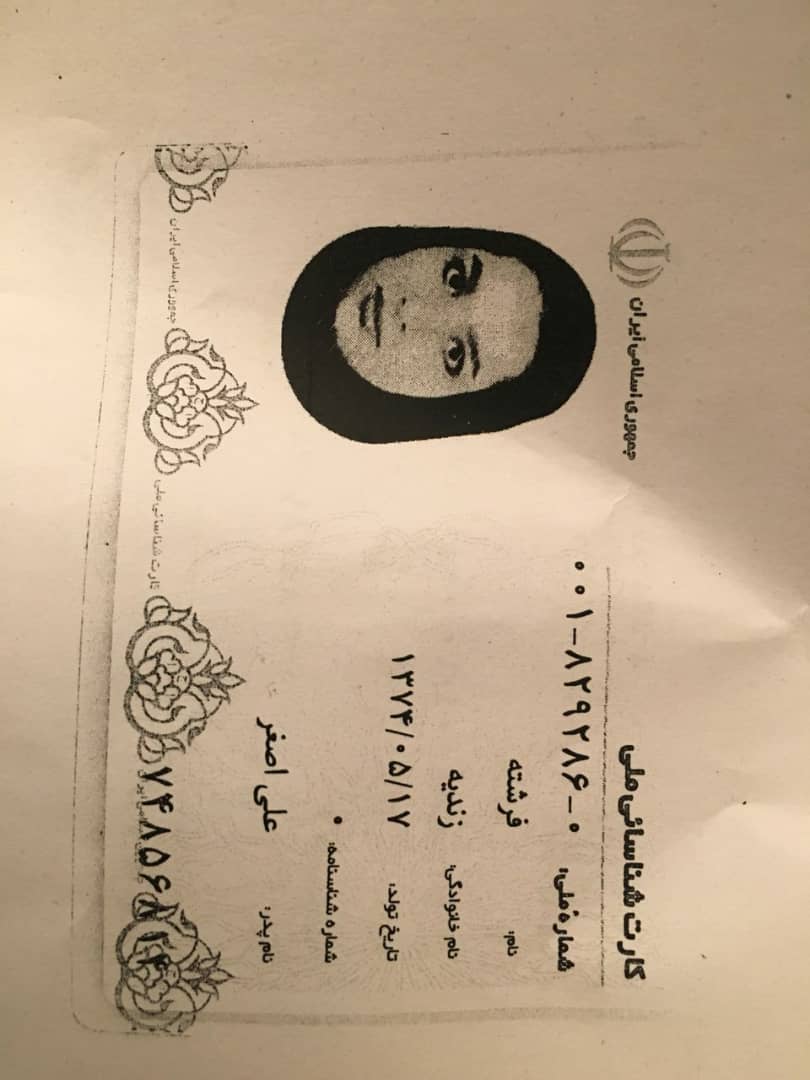 جمهوری اسلامی ایران
کارت شناسائی ملی
شماره ملی: ۰۰۱-۸۲۹۲۸۶-۰
نام: فرشته
نام خانوادگی: زندیه
تاریخ تولد: ۱۳۷۴/۰۵/۱۷
شماره شناسنامه: ۰
نام پدر: علی اصغر
جمهوری اسلامی ایران
کارت شناسائی ملی